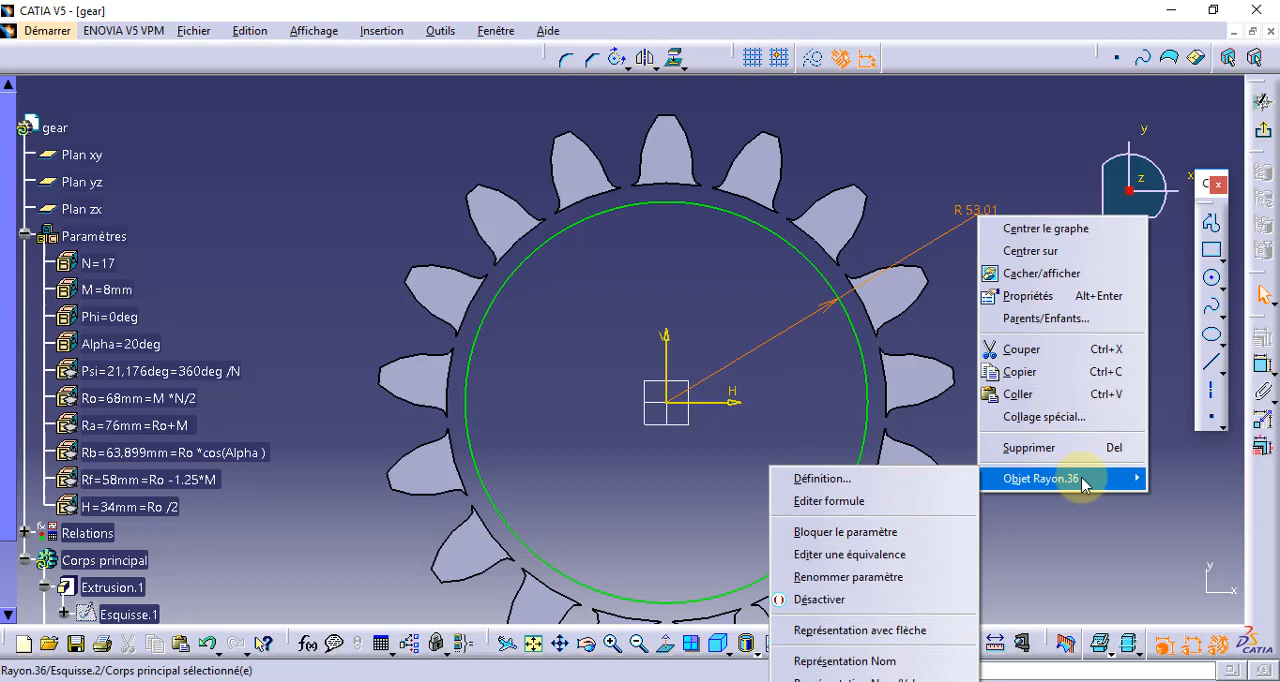 CATIA V5 - [gear]
Démarrer ENOVIA V5 VPM Fichier Edition Affichage Insertion Outils Fenêtre Aide
gear
Plan xy
Plan yz
Plan zx
Paramètres
N=17
M=8mm
Phi=0deg
Alpha=20deg
Psi=21,176deg=360deg /N
Ro=68mm=M *N/2
Ra=76mm=Ro+M
Rb=63,899mm=Ro *cos(Alpha )
Rf=58mm=Ro -1.25*M
H=34mm=Ro /2
Relations
Corps principal
Extrusion.1
Esquisse.1
R 53.01
V
H
y
z
x
C...
Centrer le graphe
Centrer sur
Cacher/afficher
Propriétés Alt+Enter
Parents/Enfants...
Couper Ctrl+X
Copier Ctrl+C
Coller Ctrl+V
Collage spécial...
Supprimer Del
Objet Rayon.36
Définition...
Editer formule
Bloquer le paramètre
Editer une équivalence
Renommer paramètre
Désactiver
Représentation avec flèche
Représentation Nom
y
x
f(x)
CATIA
Rayon.36/Esquisse.2/Corps principal sélectionné(e)